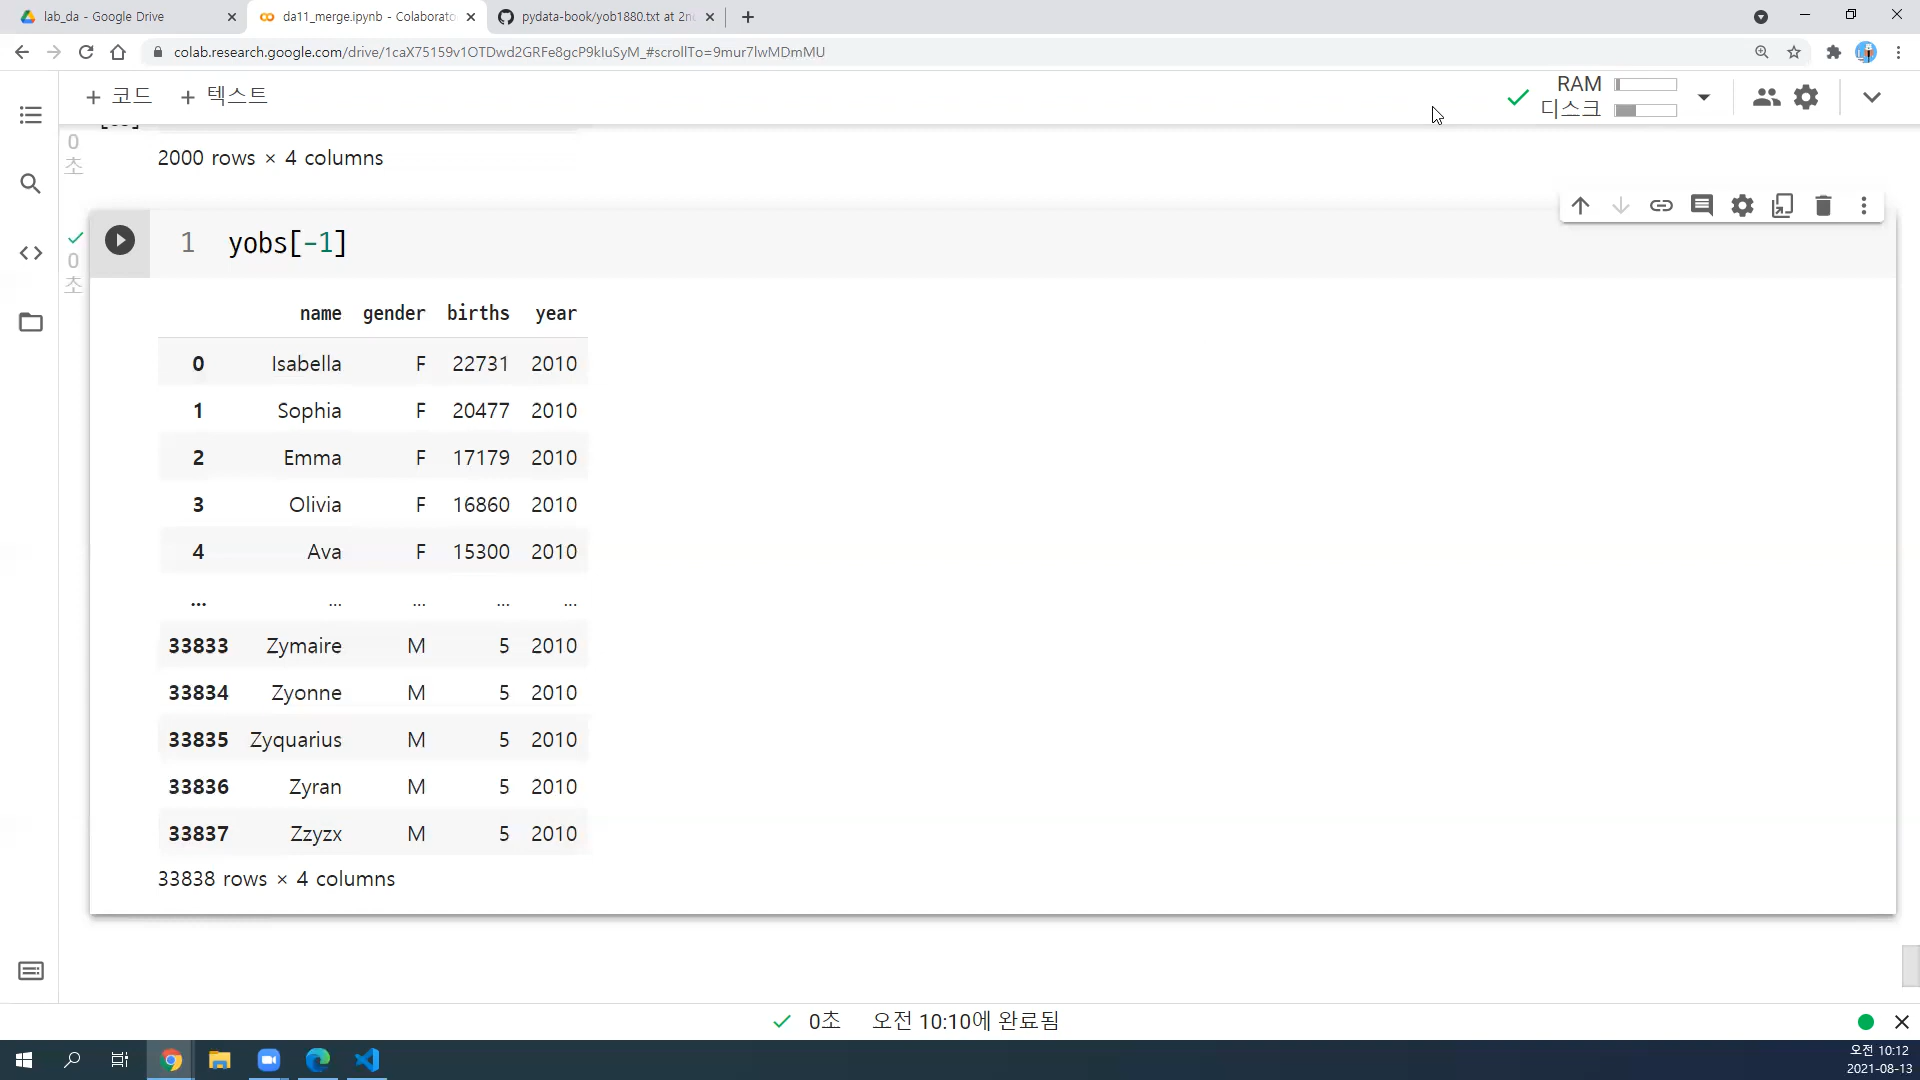 lab_da - Google Drive
da11_merge.ipynb - Colaborato
pydata-book/yob1880.txt at 2n
colab.research.google.com/drive/1caX75159v1OTDwd2GRFe8gcP9kIuSyM_#scrollTo=9mur7lwMDmMU
+ 코드 + 텍스트
RAM
디스크
0
초
2000 rows × 4 columns
0
초
1 yobs[-1]
name gender births year
0 Isabella F 22731 2010
1 Sophia F 20477 2010
2 Emma F 17179 2010
3 Olivia F 16860 2010
4 Ava F 15300 2010
... ... ... ... ...
33833 Zymaire M 5 2010
33834 Zyonne M 5 2010
33835 Zyquarius M 5 2010
33836 Zyran M 5 2010
33837 Zzyzx M 5 2010
33838 rows × 4 columns
0초 오전 10:10에 완료됨
오전 10:12
2021-08-13